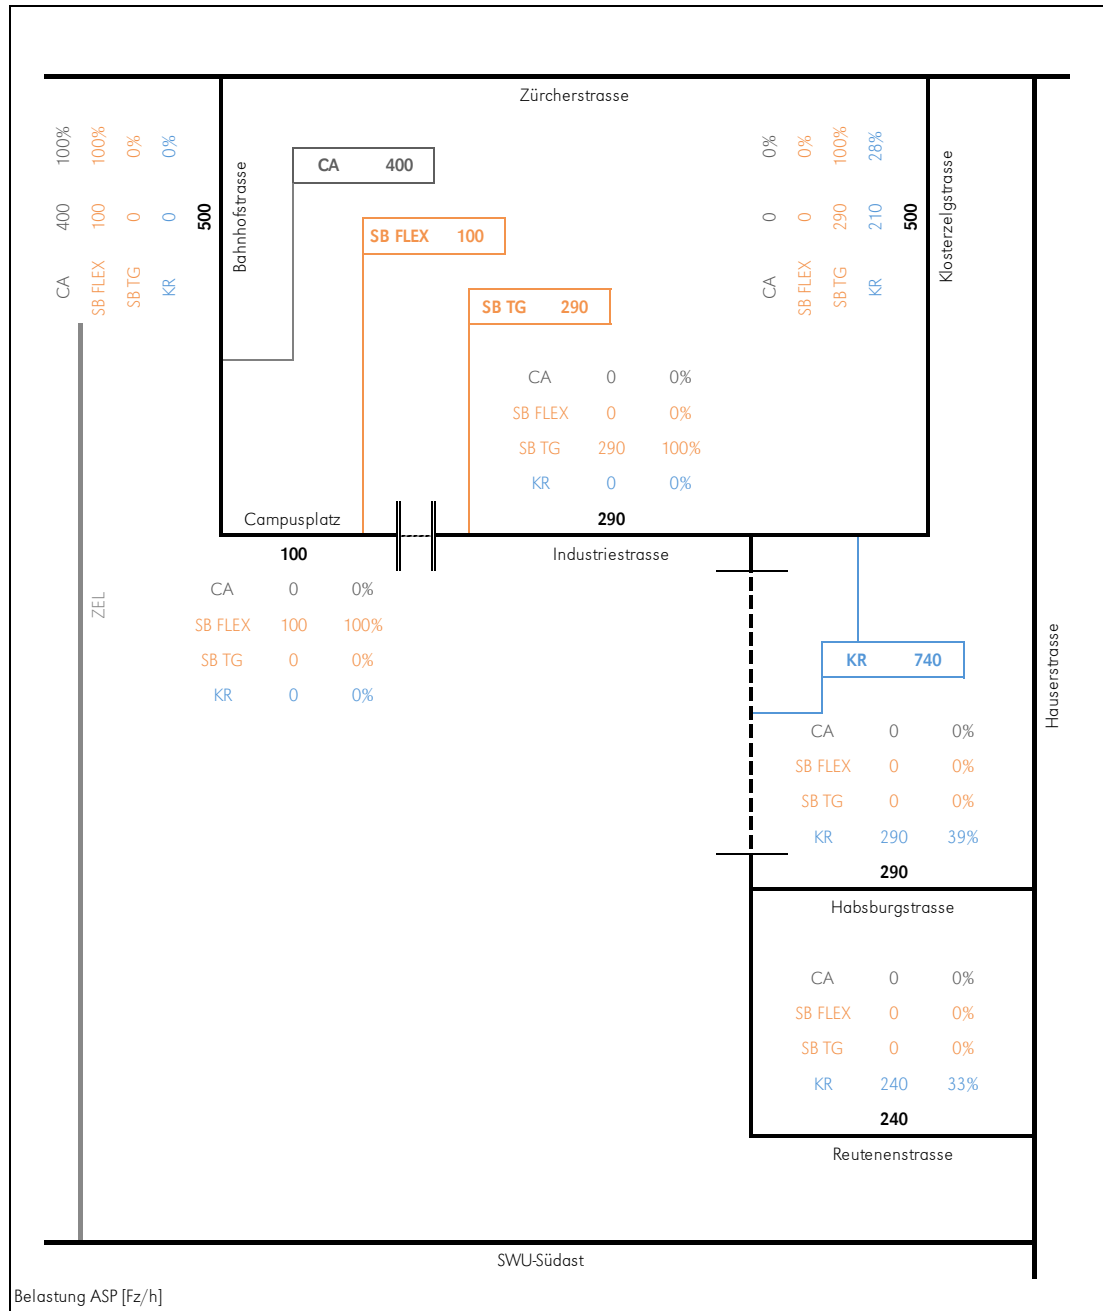 Zürcherstrasse
100% 100% 0% 0%
400 100 0 0 500
CA SB FLEX SB TG KR
Bahnhofstrasse
CA 400
SB FLEX 100
SB TG 290
0% 0% 100% 28%
0 0 290 210 500
CA SB FLEX SB TG KR
Klosterzelgstrasse
CA 0 0%
SB FLEX 0 0%
SB TG 290 100%
KR 0 0%
290
Campusplatz
Industriestrasse
100
CA 0 0%
SB FLEX 100 100%
SB TG 0 0%
KR 0 0%
ZEL
KR 740
Hauserstrasse
CA 0 0%
SB FLEX 0 0%
SB TG 0 0%
KR 290 39%
290
Habsburgstrasse
CA 0 0%
SB FLEX 0 0%
SB TG 0 0%
KR 240 33%
240
Reutenenstrasse
SWU-Südast
Belastung ASP [Fz/h]